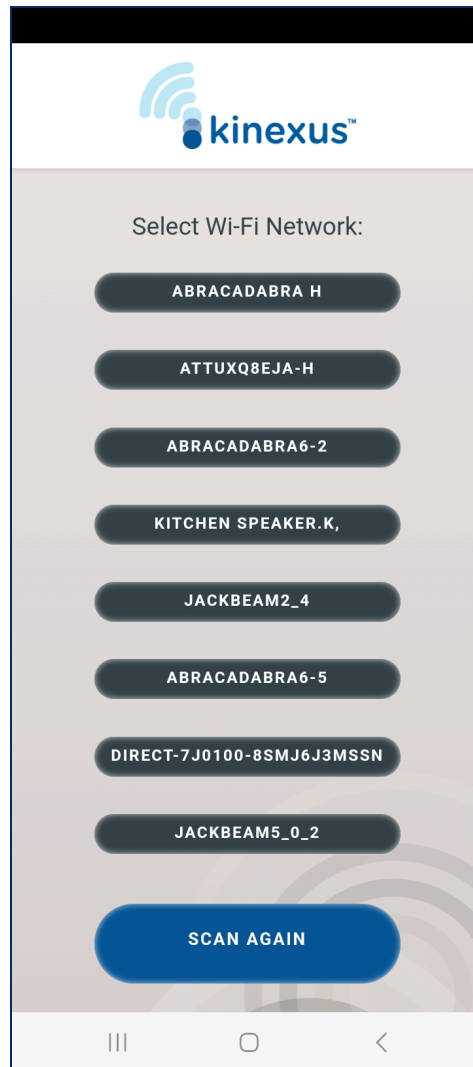 kinexus™
Select Wi-Fi Network:
ABRACADABRA H
ATTUXQ8EJA-H
ABRACADABRA6-2
KITCHEN SPEAKER.K,
JACKBEAM2_4
ABRACADABRA6-5
DIRECT-7J0100-8SMJ6J3MSSN
JACKBEAM5_0_2
SCAN AGAIN